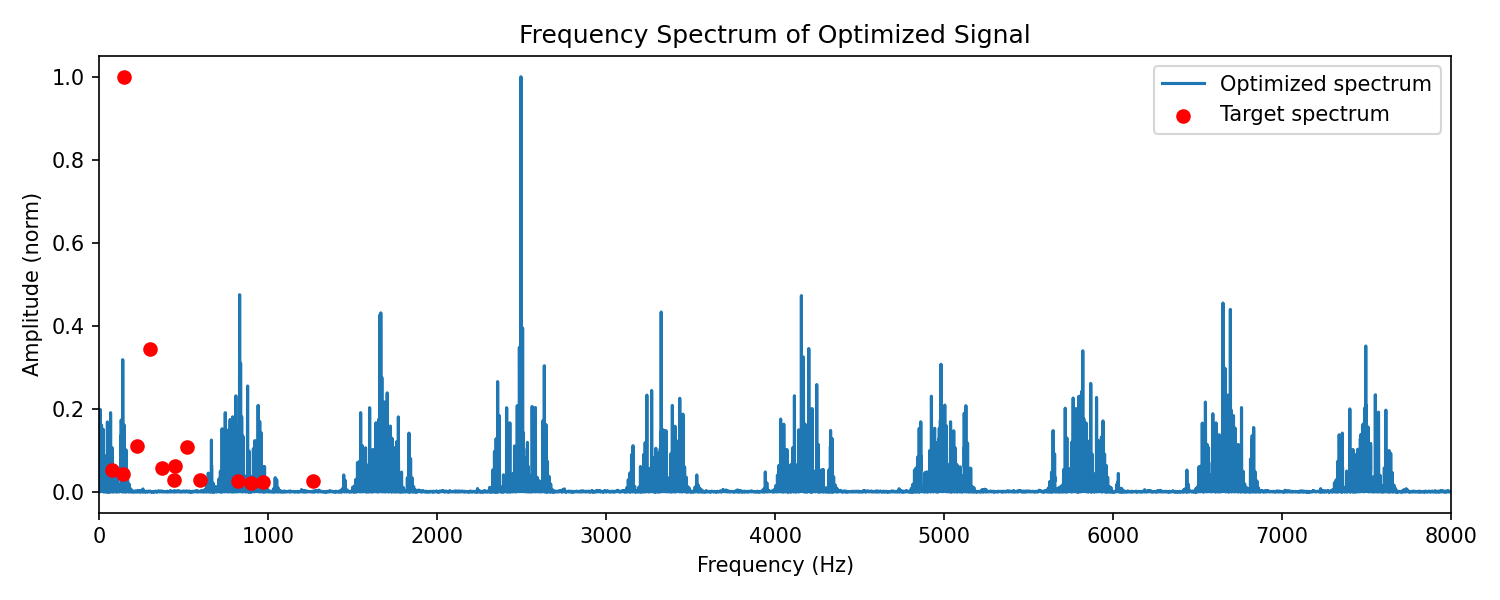 Frequency Spectrum of Optimized Signal
Optimized spectrum
Target spectrum
Amplitude (norm)
1.0
0.8
0.6
0.4
0.2
0.0
0 1000 2000 3000 4000 5000 6000 7000 8000
Frequency (Hz)